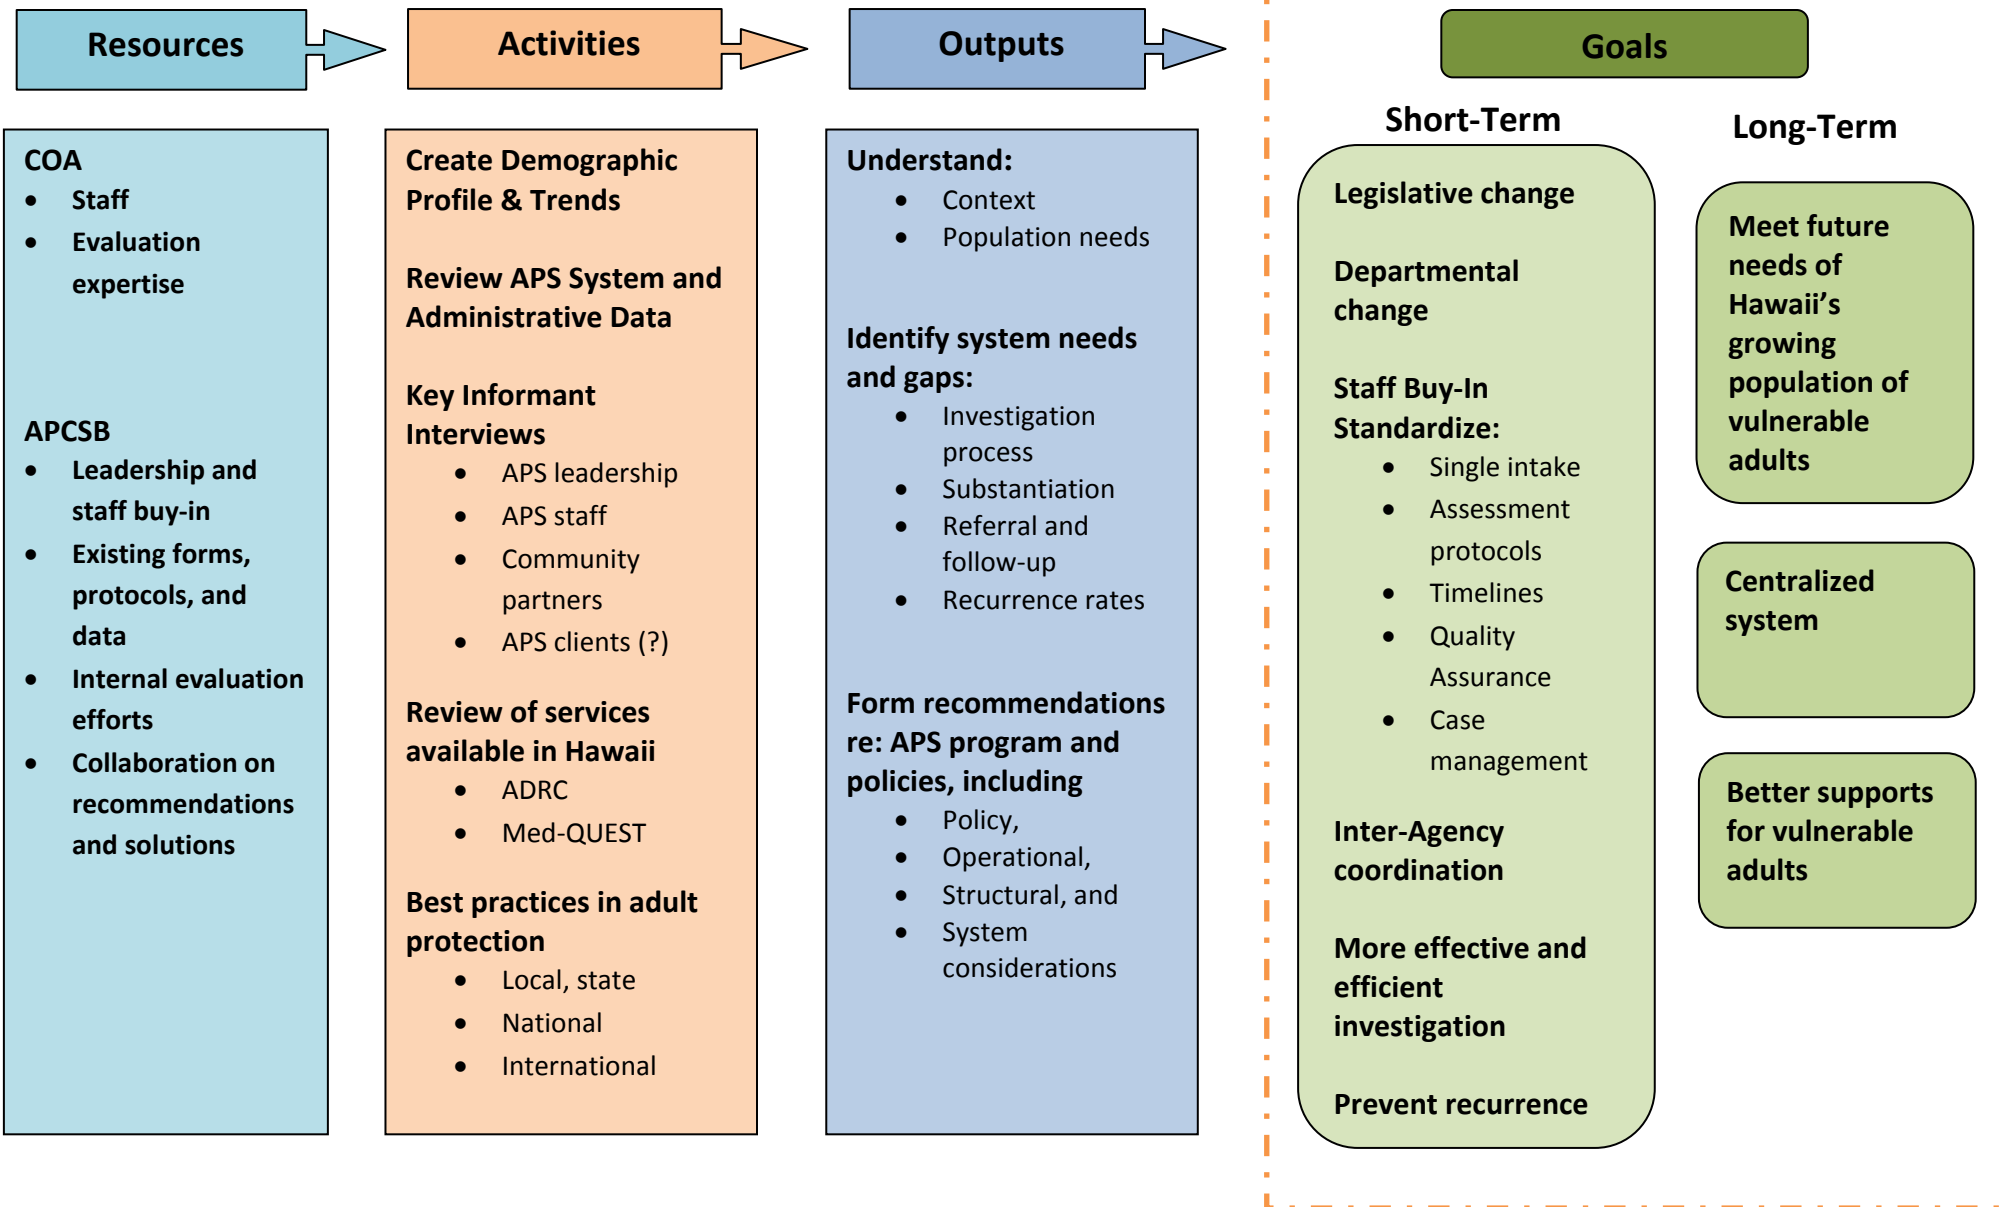 Resources
Activities
Outputs
Goals
COA
• Staff
• Evaluation
expertise
APCSB
• Leadership and
staff buy-in
• Existing forms,
protocols, and
data
• Internal evaluation
efforts
• Collaboration on
recommendations
and solutions
Create Demographic
Profile & Trends
Review APS System and
Administrative Data
Key Informant
Interviews
• APS leadership
• APS staff
• Community
partners
• APS clients (?)
Review of services
available in Hawaii
• ADRC
• Med-QUEST
Best practices in adult
protection
• Local, state
• National
• International
Understand:
• Context
• Population needs
Identify system needs
and gaps:
• Investigation
process
• Substantiation
• Referral and
follow-up
• Recurrence rates
Form recommendations
re: APS program and
policies, including
• Policy,
• Operational,
• Structural, and
• System
considerations
Short-Term
Legislative change
Departmental
change
Staff Buy-In
Standardize:
• Single intake
• Assessment
protocols
• Timelines
• Quality
Assurance
• Case
management
Inter-Agency
coordination
More effective and
efficient
investigation
Prevent recurrence
Long-Term
Meet future
needs of
Hawaii’s
growing
population of
vulnerable
adults
Centralized
system
Better supports
for vulnerable
adults